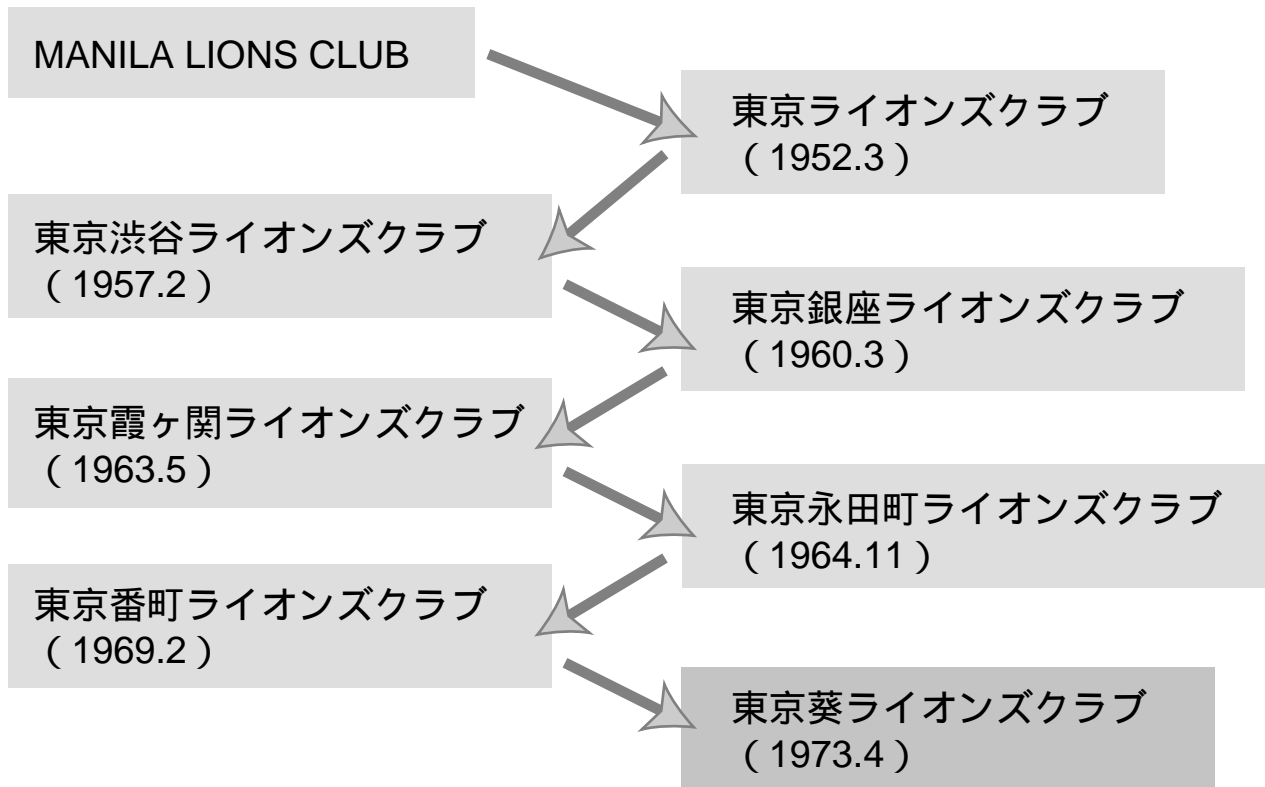 MANILA LIONS CLUB
東京ライオンズクラブ
（1952.3）
東京渋谷ライオンズクラブ
（1957.2）
東京銀座ライオンズクラブ
（1960.3）
東京霞ヶ関ライオンズクラブ
（1963.5）
東京永田町ライオンズクラブ
（1964.11）
東京番町ライオンズクラブ
（1969.2）
東京葵ライオンズクラブ
（1973.4）